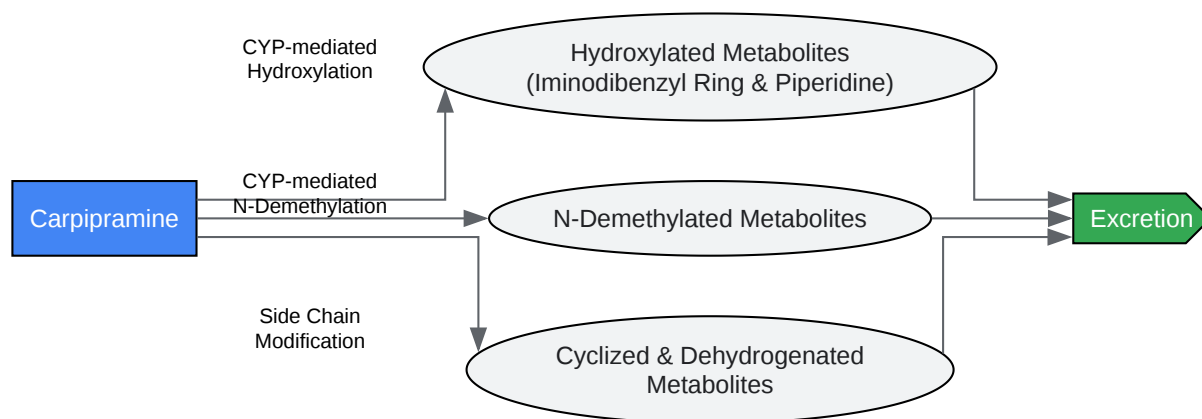 CYP-mediated
Hydroxylation
Hydroxylated Metabolites
(Iminodibenzyl Ring & Piperidine)
Carpipramine
CYP-mediated
N-Demethylation
N-Demethylated Metabolites
Excretion
Side Chain
Modification
Cyclized & Dehydrogenated
Metabolites